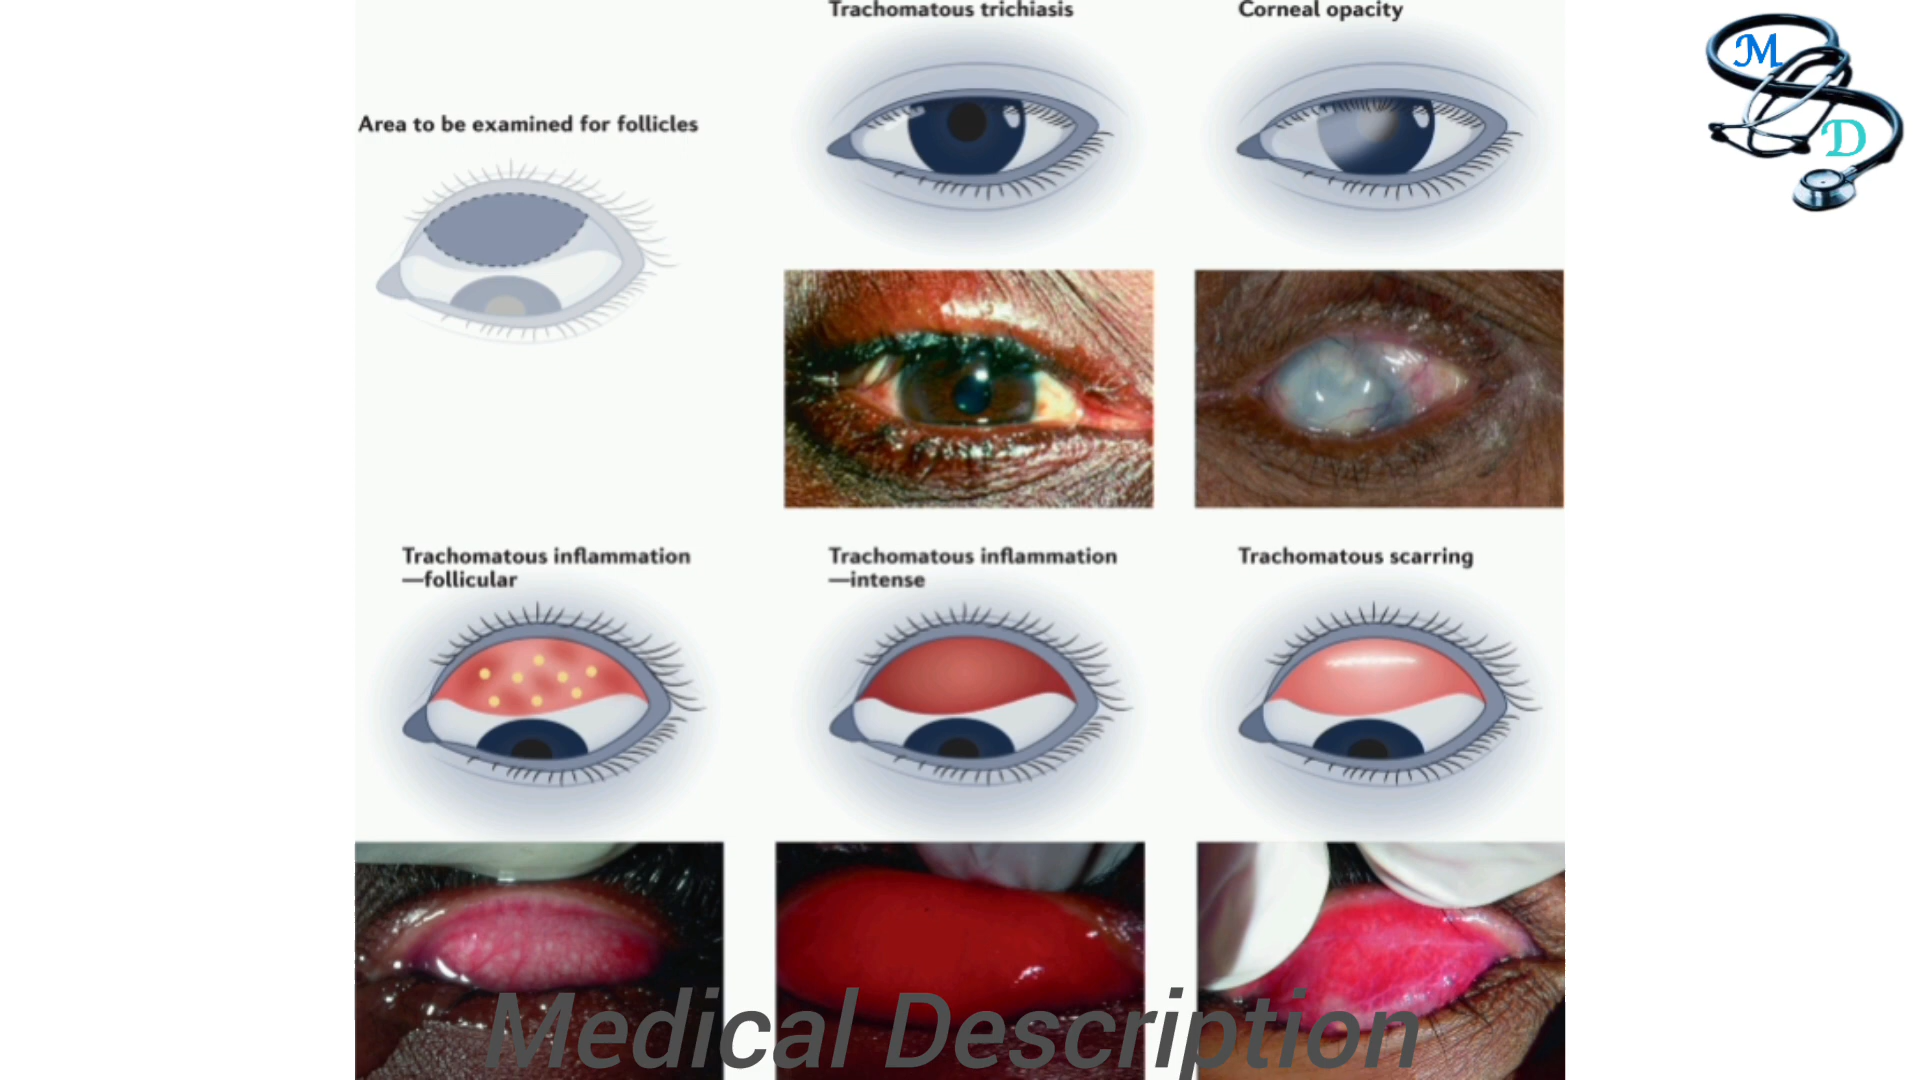 Trachomatous trichiasis
Corneal opacity
M
D
Area to be examined for follicles
Trachomatous inflammation
—follicular
Trachomatous inflammation
—intense
Trachomatous scarring
Medical Description